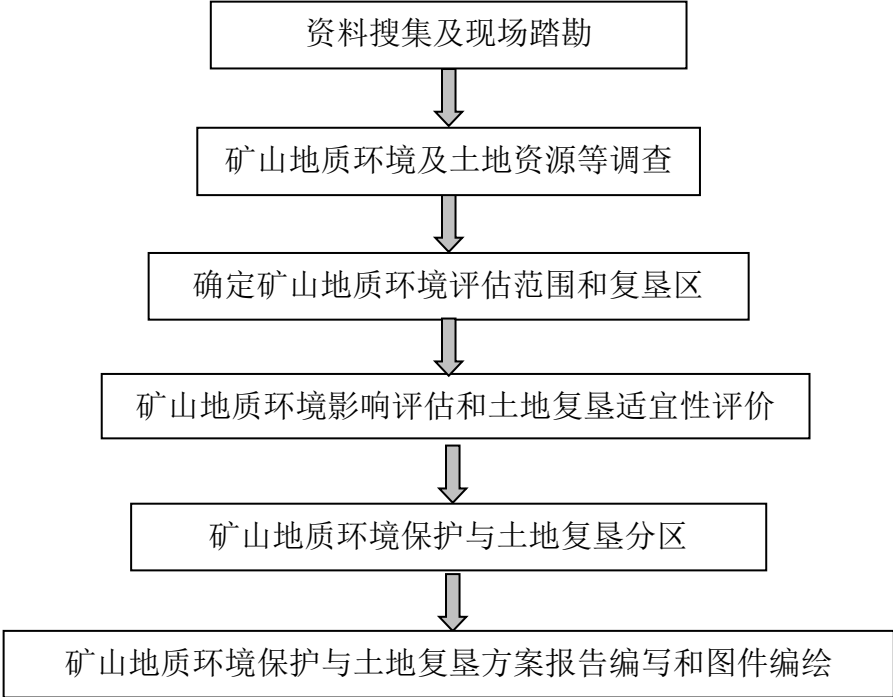 资料搜集及现场踏勘
矿山地质环境及土地资源等调查
确定矿山地质环境评估范围和复垦区
矿山地质环境影响评估和土地复垦适宜性评价
矿山地质环境保护与土地复垦分区
矿山地质环境保护与土地复垦方案报告编写和图件编绘